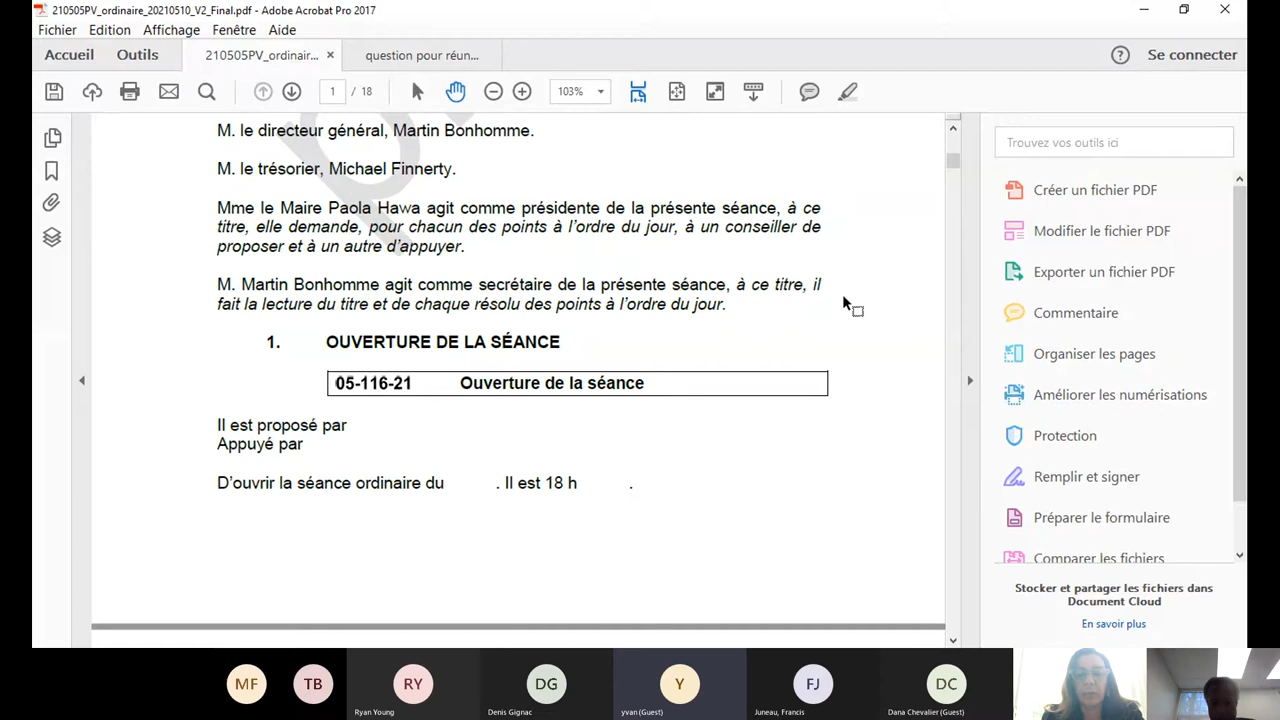 210505PV_ordinaire_20210510_V2_Final.pdf - Adobe Acrobat Pro 2017
Fichier Edition Affichage Fenêtre Aide
Accueil Outils 210505PV_ordinair... × question pour réun... Se connecter
1 / 18 103%
M. le directeur général, Martin Bonhomme.
M. le trésorier, Michael Finnerty.
Mme le Maire Paola Hawa agit comme présidente de la présente séance, à ce
titre, elle demande, pour chacun des points à l'ordre du jour, à un conseiller de
proposer et à un autre d'appuyer.
M. Martin Bonhomme agit comme secrétaire de la présente séance, à ce titre, il
fait la lecture du titre et de chaque résolu des points à l'ordre du jour.
1. OUVERTURE DE LA SÉANCE
05-116-21 Ouverture de la séance
Il est proposé par
Appuyé par
D'ouvrir la séance ordinaire du . Il est 18 h .
Trouvez vos outils ici
Créer un fichier PDF
Modifier le fichier PDF
Exporter un fichier PDF
Commentaire
Organiser les pages
Améliorer les numérisations
Protection
Remplir et signer
Préparer le formulaire
Comparer les fichiers
Stocker et partager les fichiers dans
Document Cloud
En savoir plus
MF TB RY DG Y FJ DC
Ryan Young Denis Gignac yvan (Guest) Juneau, Francis Dana Chevalier (Guest)